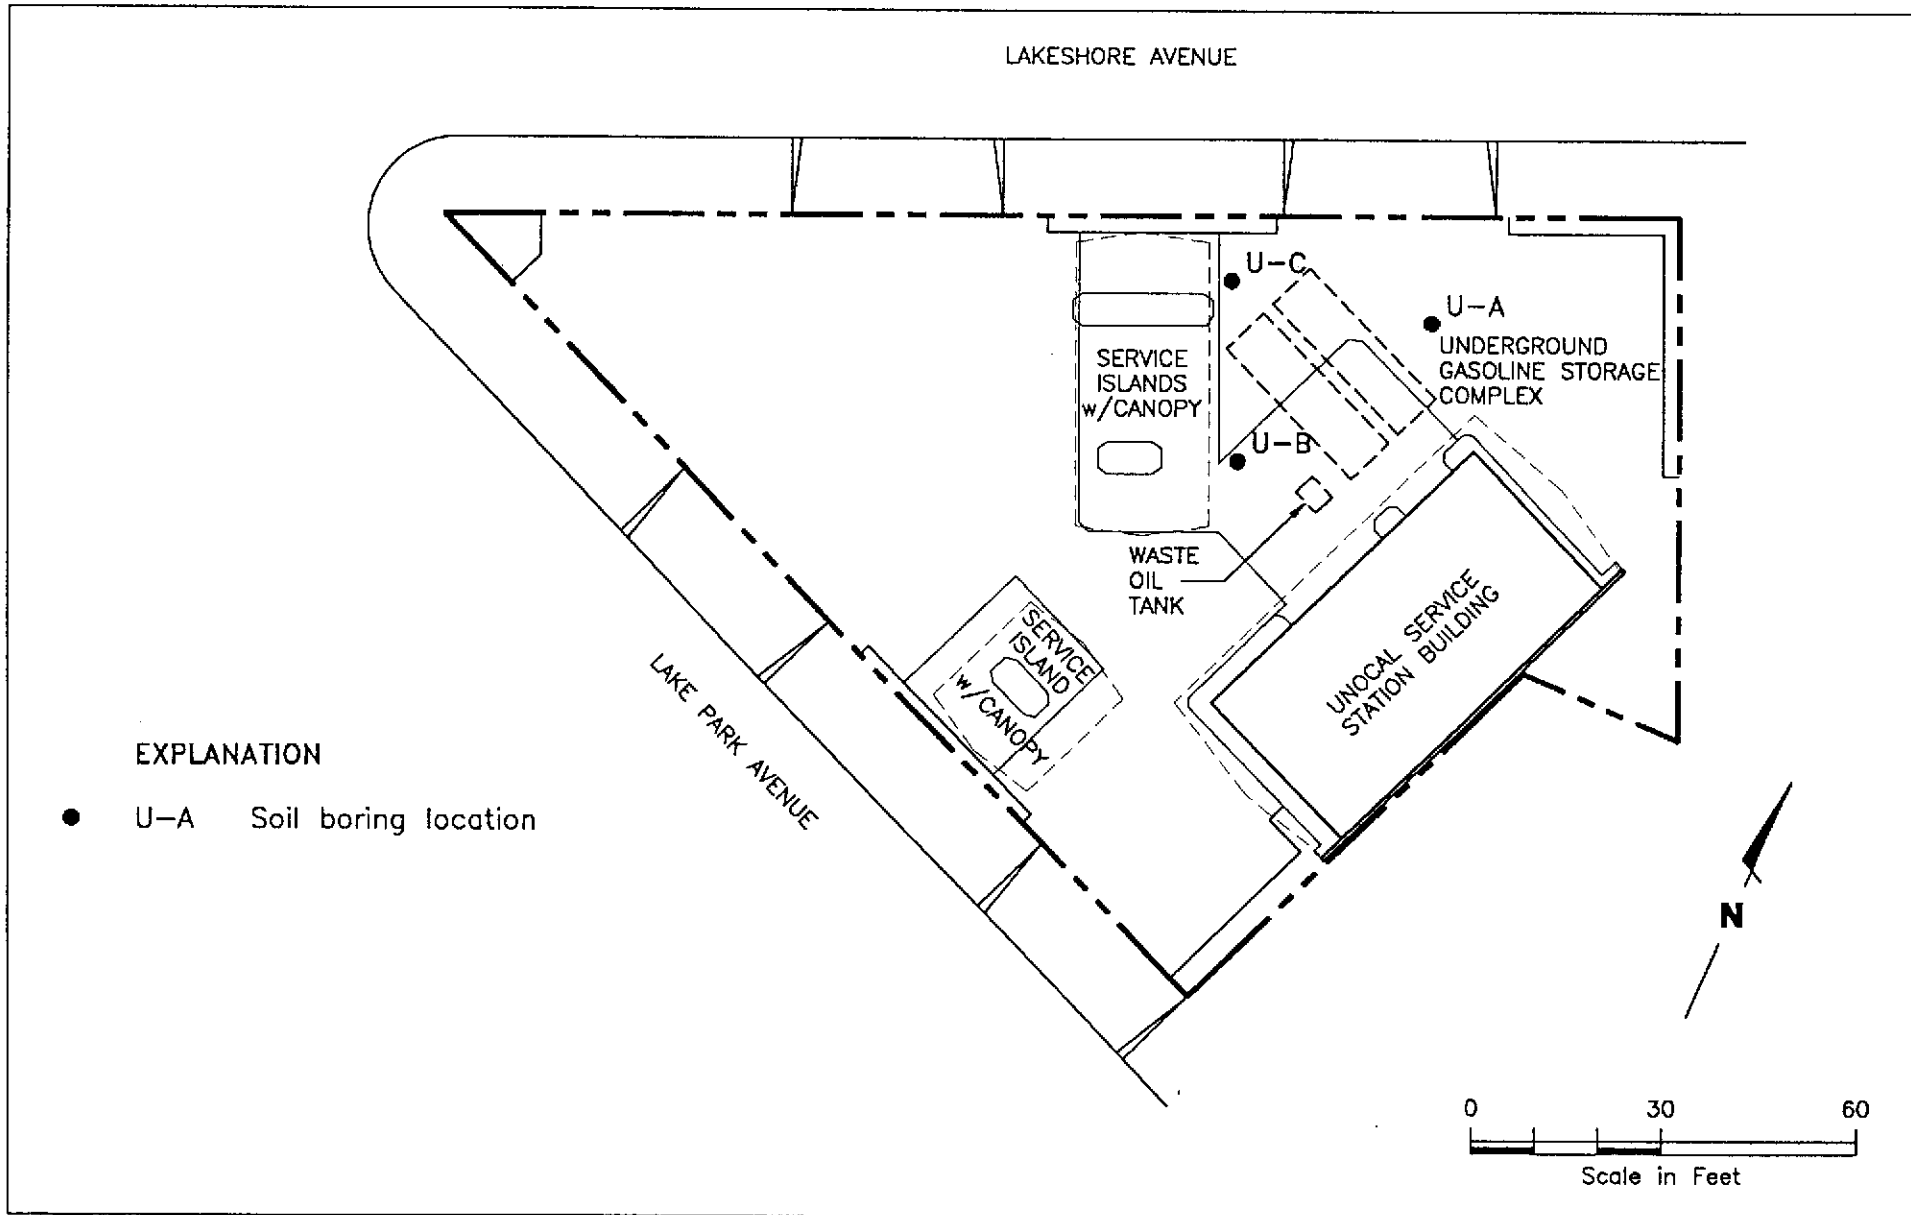 LAKESHORE AVENUE
U-C
U-A
UNDERGROUND
GASOLINE STORAGE
COMPLEX
SERVICE
ISLANDS
w/CANOPY
U-B
WASTE
OIL
TANK
SERVICE
ISLAND
w/CANOPY
UNOCAL SERVICE
STATION BUILDING
LAKE PARK AVENUE
EXPLANATION
U-A Soil boring location
N
0 30 60
Scale in Feet